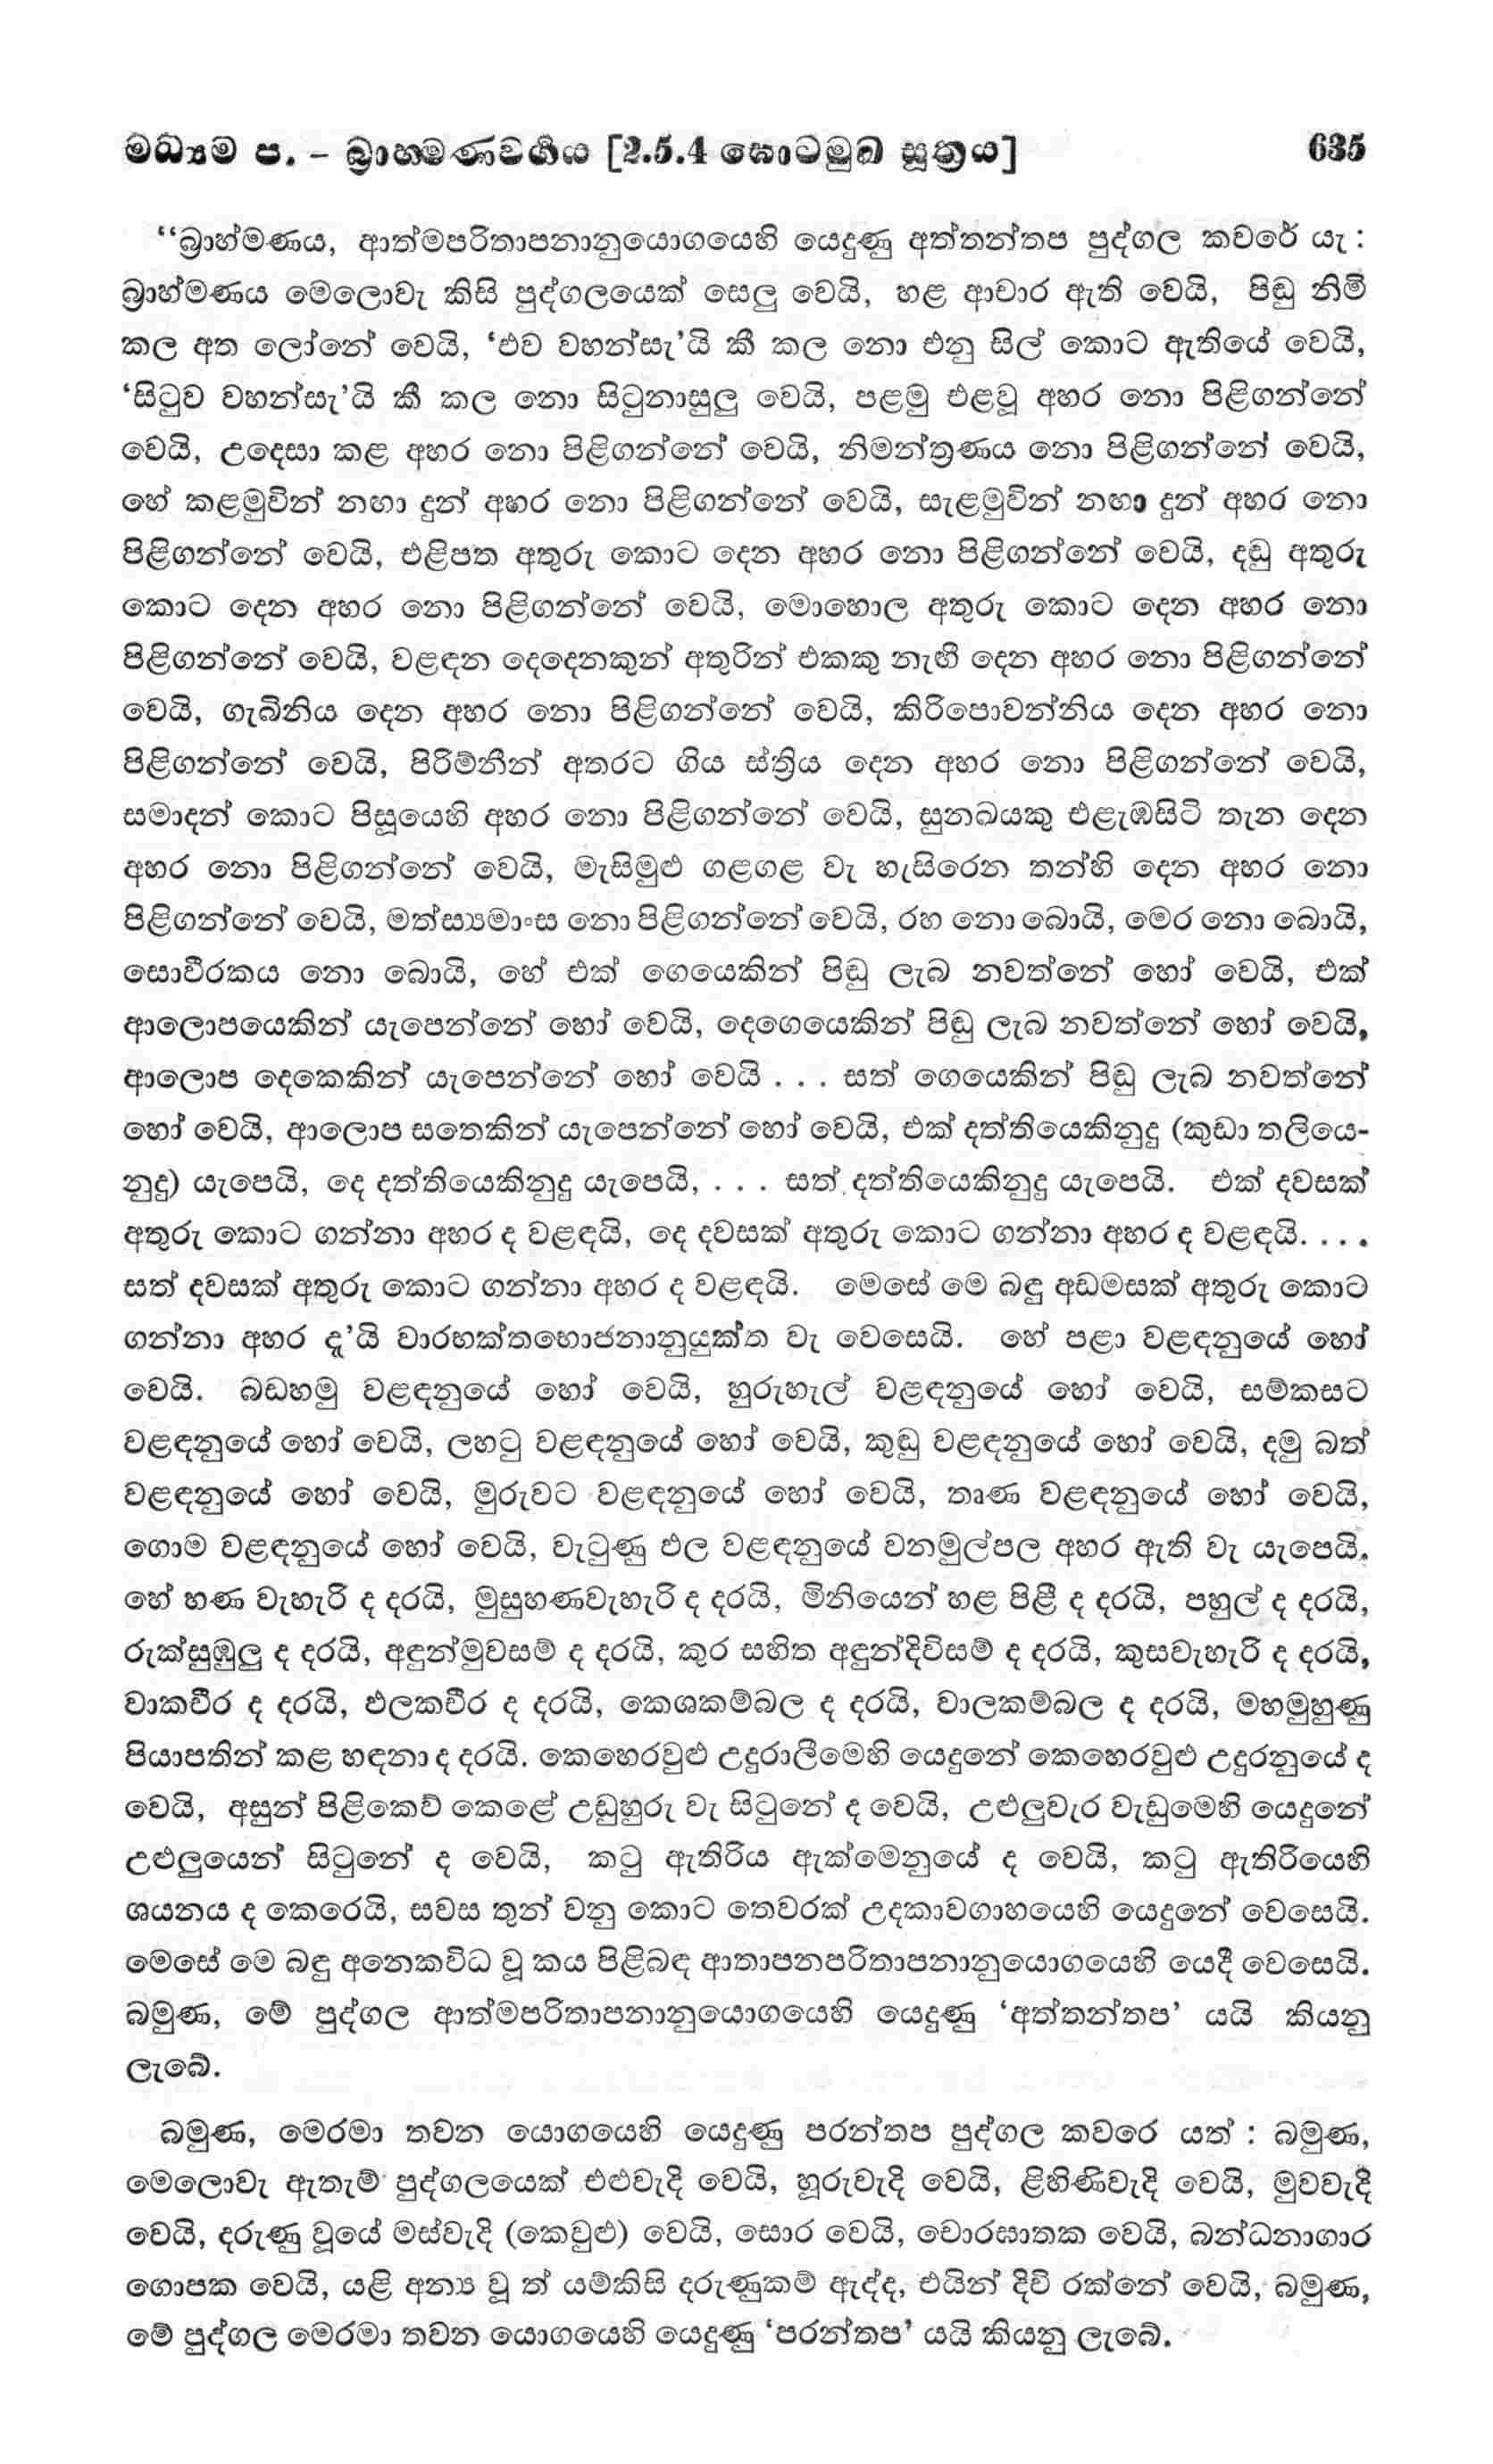 මධ්‍යම ප. – බ්‍රාහ්මණවර්ගය [2.5.4 ඝොටමුඛ සූත්‍රය] 635
“බ්‍රාහ්මණය, ආත්මපරිතාපනානුයොගයෙහි යෙදුණු අත්තන්තප පුද්ගල කවරේ යැ :
බ්‍රාහ්මණය මෙලොවැ කිසි පුද්ගලයෙක් සෙලු වෙයි, හළ ආචාර ඇති වෙයි, පිඬු නිමි
කල අත ලෝනේ වෙයි, ‘එව වහන්සැ’යි කී කල නො එනු සිල් කොට ඇතියේ වෙයි,
‘සිටුව වහන්සැ’යි කී කල නො සිටුනාසුලු වෙයි, පළමු එළවූ අහර නො පිළිගන්නේ
වෙයි, උදෙසා කළ අහර නො පිළිගන්නේ වෙයි, නිමන්ත්‍රණය නො පිළිගන්නේ වෙයි,
හේ කළමුවින් නඟා දුන් අහර නො පිළිගන්නේ වෙයි, සැළමුවින් නඟා දුන් අහර නො
පිළිගන්නේ වෙයි, එළිපත අතුරු කොට දෙන අහර නො පිළිගන්නේ වෙයි, දඬු අතුරු
කොට දෙන අහර නො පිළිගන්නේ වෙයි, මොහොල අතුරු කොට දෙන අහර නො
පිළිගන්නේ වෙයි, වළඳන දෙදෙනකුන් අතුරින් එකකු නැඟී දෙන අහර නො පිළිගන්නේ
වෙයි, ගැබිනිය දෙන අහර නො පිළිගන්නේ වෙයි, කිරිපොවන්නිය දෙන අහර නො
පිළිගන්නේ වෙයි, පිරිමිනීන් අතරට ගිය ස්ත්‍රිය දෙන අහර නො පිළිගන්නේ වෙයි,
සමාදන් කොට පිසූයෙහි අහර නො පිළිගන්නේ වෙයි, සුනඛයකු එළැඹසිටි තැන දෙන
අහර නො පිළිගන්නේ වෙයි, මැසිමුළු ගළගළ වැ හැසිරෙන තන්හි දෙන අහර නො
පිළිගන්නේ වෙයි, මත්ස්‍යමාංස නො පිළිගන්නේ වෙයි, රහ නො බොයි, මෙර නො බොයි,
සොවීරකය නො බොයි, හේ එක් ගෙයෙකින් පිඬු ලැබ නවත්නේ හෝ වෙයි, එක්
ආලොපයෙකින් යැපෙන්නේ හෝ වෙයි, දෙගෙයෙකින් පිඬු ලැබ නවත්නේ හෝ වෙයි,
ආලොප දෙකෙකින් යැපෙන්නේ හෝ වෙයි . . . සත් ගෙයෙකින් පිඬු ලැබ නවත්නේ
හෝ වෙයි, ආලොප සතෙකින් යැපෙන්නේ හෝ වෙයි, එක් දත්තියෙකිනුදු (කුඩා තලියෙ-
නුදු) යැපෙයි, දෙ දත්තියෙකිනුදු යැපෙයි, . . . සත් දත්තියෙකිනුදු යැපෙයි. එක් දවසක්
අතුරු කොට ගන්නා අහර ද වළඳයි, දෙ දවසක් අතුරු කොට ගන්නා අහර ද වළඳයි. . . .
සත් දවසක් අතුරු කොට ගන්නා අහර ද වළඳයි. මෙසේ මෙ බඳු අඩමසක් අතුරු කොට
ගන්නා අහර දැ’යි වාරභක්තභොජනානුයුක්ත වැ වෙසෙයි. හේ පළා වළඳනුයේ හෝ
වෙයි. බඩහමු වළඳනුයේ හෝ වෙයි, හුරුහැල් වළඳනුයේ හෝ වෙයි, සම්කසට
වළඳනුයේ හෝ වෙයි, ලහටු වළඳනුයේ හෝ වෙයි, කුඬු වළඳනුයේ හෝ වෙයි, දමු බත්
වළඳනුයේ හෝ වෙයි, මුරුවට වළඳනුයේ හෝ වෙයි, තෘණ වළඳනුයේ හෝ වෙයි,
ගොම වළඳනුයේ හෝ වෙයි, වැටුණු ඵල වළඳනුයේ වනමුල්පල අහර ඇති වැ යැපෙයි.
හේ හණ වැහැරි ද දරයි, මුසුහණවැහැරි ද දරයි, මිනියෙන් හළ පිළී ද දරයි, පහුල් ද දරයි,
රුක්සුඹුලු ද දරයි, අඳුන්මුවසම් ද දරයි, කුර සහිත අඳුන්දිවිසම් ද දරයි, කුසවැහැරි ද දරයි,
වාකචීර ද දරයි, ඵලකචීර ද දරයි, කෙශකම්බල ද දරයි, වාලකම්බල ද දරයි, මහමුහුණු
පියාපතින් කළ හඳනා ද දරයි. කෙහෙරවුළු උදුරාලීමෙහි යෙදුනේ කෙහෙරවුළු උදුරනුයේ ද
වෙයි, අසුන් පිළිකෙව් කෙළේ උඩුහුරු වැ සිටුනේ ද වෙයි, උළුලුවැර වැඩුමෙහි යෙදුනේ
උළුලුයෙන් සිටුනේ ද වෙයි, කටු ඇතිරිය ඇක්මෙනුයේ ද වෙයි, කටු ඇතිරියෙහි
ශයනය ද කෙරෙයි, සවස තුන් වනු කොට තෙවරක් උදකාවගාහයෙහි යෙදුනේ වෙසෙයි.
මෙසේ මෙ බඳු අනෙකවිධ වූ කය පිළිබඳ ආතාපනපරිතාපනානුයොගයෙහි යෙදී වෙසෙයි.
බමුණ, මේ පුද්ගල ආත්මපරිතාපනානුයොගයෙහි යෙදුණු ‘අත්තන්තප’ යයි කියනු
ලැබේ.
බමුණ, මෙරමා තවන යොගයෙහි යෙදුණු පරන්තප පුද්ගල කවරෙ යත් : බමුණ,
මෙලොවැ ඇතැම් පුද්ගලයෙක් එළුවැදි වෙයි, හූරුවැදි වෙයි, ළිහිණිවැදි වෙයි, මුවවැදි
වෙයි, දරුණු වූයේ මස්වැදි (කෙවුළු) වෙයි, සොර වෙයි, චොරඝාතක වෙයි, බන්ධනාගාර
ගොපක වෙයි, යළි අන්‍ය වූ ත් යම්කිසි දරුණුකම් ඇද්ද, එයින් දිවි රක්නේ වෙයි, බමුණ,
මේ පුද්ගල මෙරමා තවන යොගයෙහි යෙදුණු ‘පරන්තප’ යයි කියනු ලැබේ.